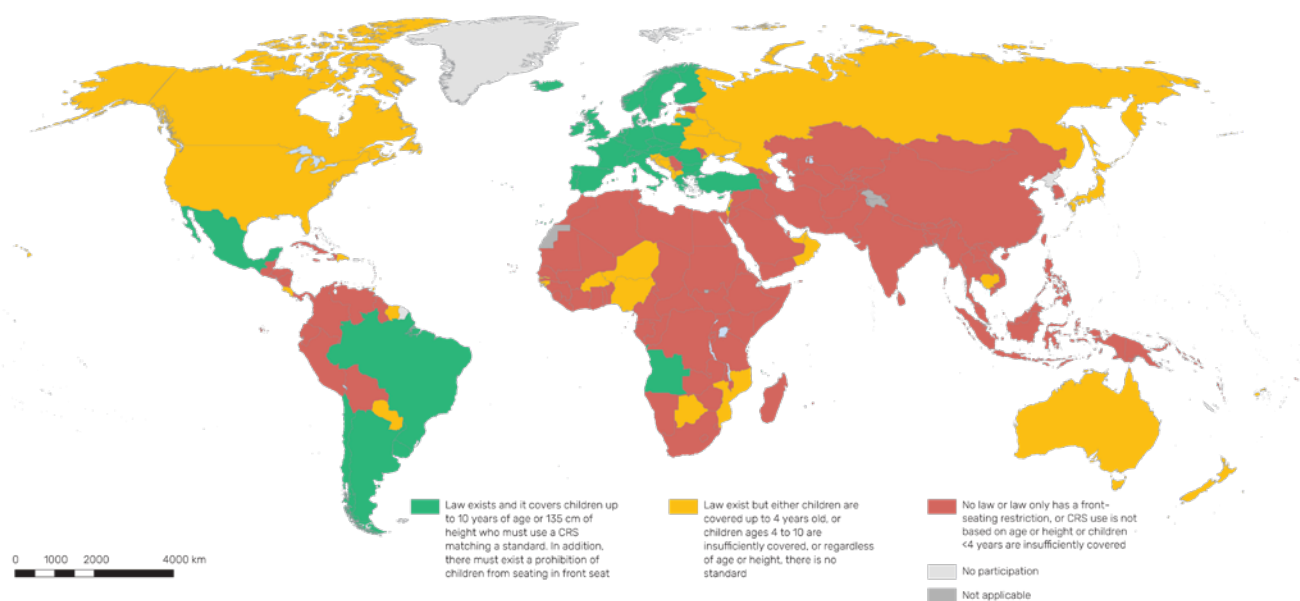 Law exists and it covers children up
to 10 years of age or 135 cm of
height who must use a CRS
matching a standard. In addition,
there must exist a prohibition of
children from seating in front seat
Law exist but either children are
covered up to 4 years old, or
children ages 4 to 10 are
insufficiently covered, or regardless
of age or height, there is no
standard
No law or law only has a front-
seating restriction, or CRS use is not
based on age or height or children
<4 years are insufficiently covered
No participation
Not applicable
0 1000 2000 4000 km